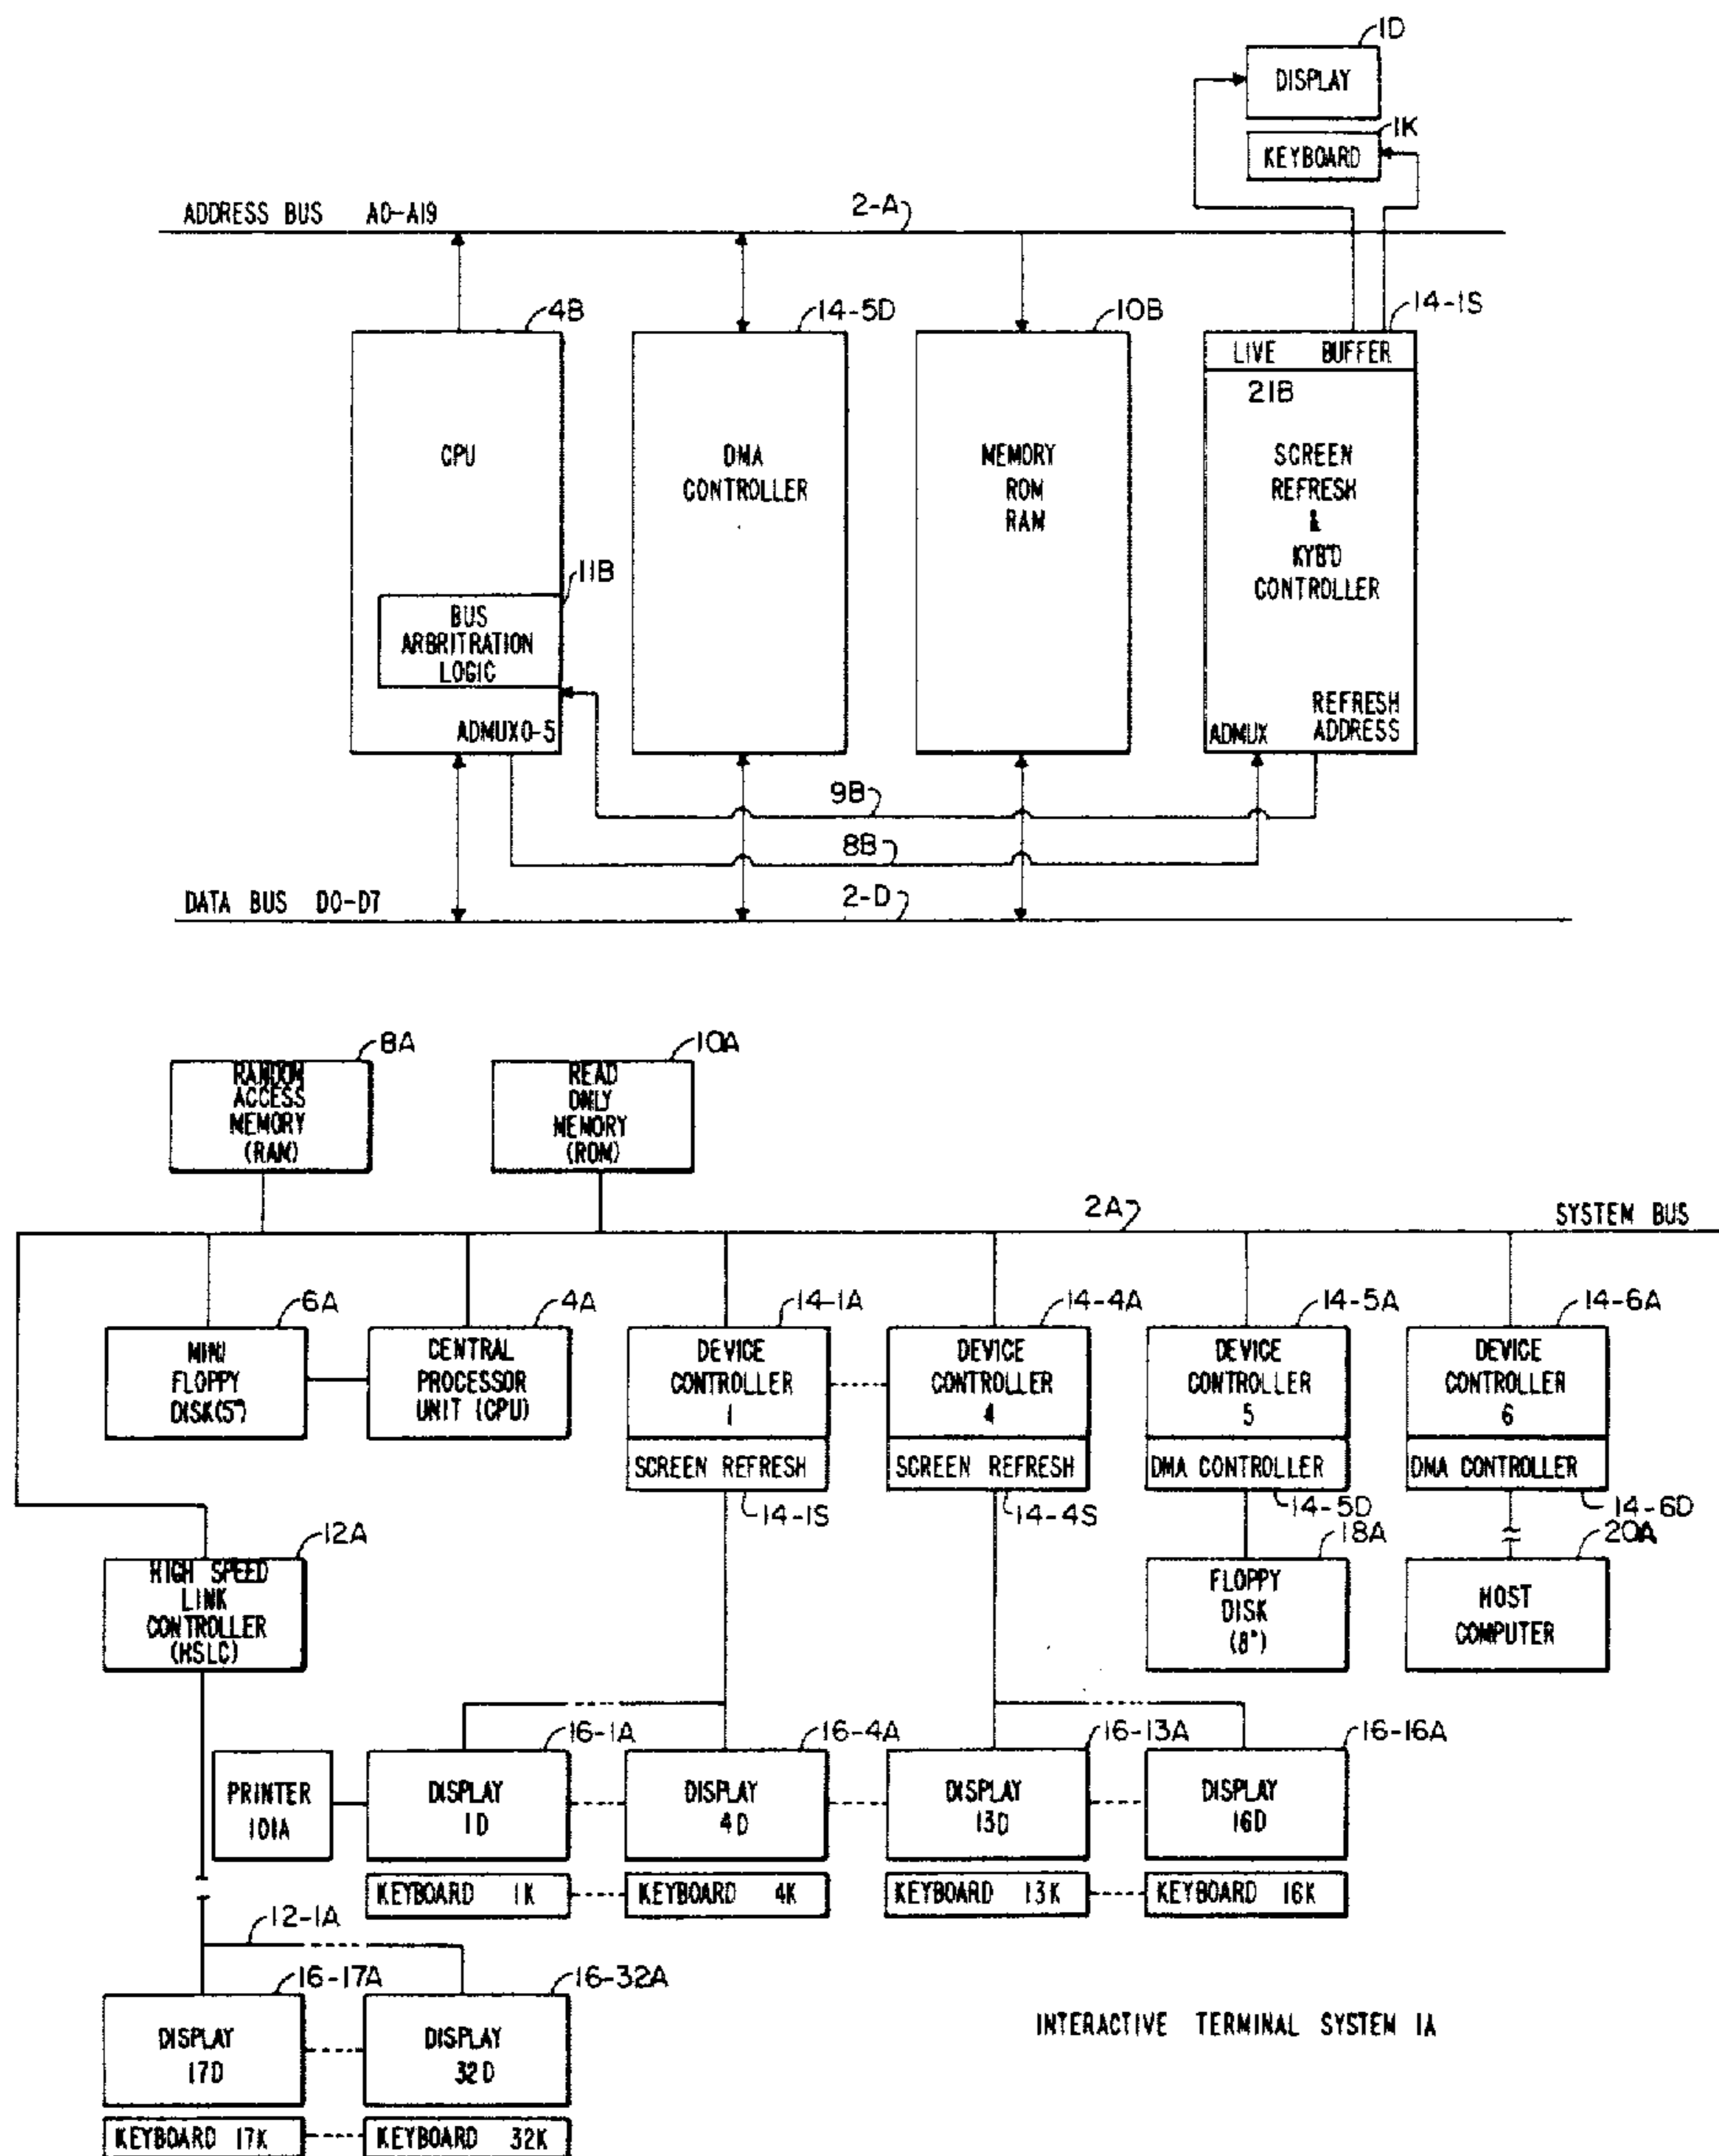 1D
DISPLAY
1K
KEYBOARD
ADDRESS BUS A0-A19
2-A
4B
14-5D
10B
14-1S
LIVE BUFFER
21B
CPU
DMA
CONTROLLER
MEMORY
ROM
RAM
SCREEN
REFRESH
&
KYB'D
CONTROLLER
11B
BUS
ARBRITRATION
LOGIC
ADMUX0-5
ADMUX
REFRESH
ADDRESS
9B
8B
DATA BUS D0-D7
2-D
8A
RANDOM
ACCESS
MEMORY
(RAM)
10A
READ
ONLY
MEMORY
(ROM)
2A
SYSTEM BUS
6A
MINI
FLOPPY
DISK(5")
4A
CENTRAL
PROCESSOR
UNIT (CPU)
14-1A
DEVICE
CONTROLLER
1
SCREEN REFRESH
14-1S
14-4A
DEVICE
CONTROLLER
4
SCREEN REFRESH
14-4S
14-5A
DEVICE
CONTROLLER
5
DMA CONTROLLER
14-5D
14-6A
DEVICE
CONTROLLER
6
DMA CONTROLLER
14-6D
12A
HIGH SPEED
LINK
CONTROLLER
(HSLC)
18A
FLOPPY
DISK
(8")
20A
HOST
COMPUTER
PRINTER
101A
16-1A
DISPLAY
1D
16-4A
DISPLAY
4D
16-13A
DISPLAY
13D
16-16A
DISPLAY
16D
KEYBOARD 1K
KEYBOARD 4K
KEYBOARD 13K
KEYBOARD 16K
12-1A
16-17A
DISPLAY
17D
16-32A
DISPLAY
32D
INTERACTIVE TERMINAL SYSTEM 1A
KEYBOARD 17K
KEYBOARD 32K